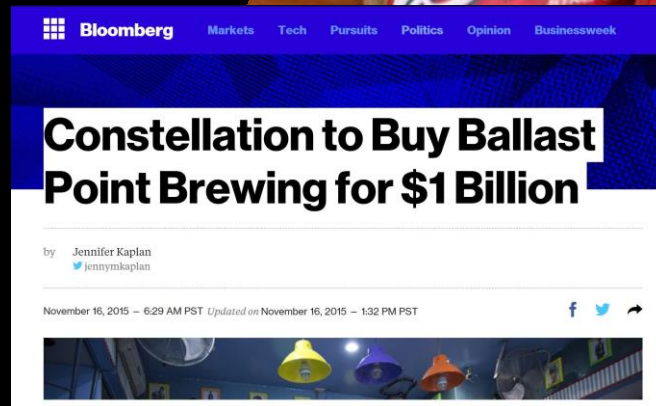 Bloomberg Markets Tech Pursuits Politics Opinion Businessweek
Constellation to Buy Ballast
Point Brewing for $1 Billion
by Jennifer Kaplan
jennymkaplan
November 16, 2015 — 6:29 AM PST Updated on November 16, 2015 — 1:32 PM PST